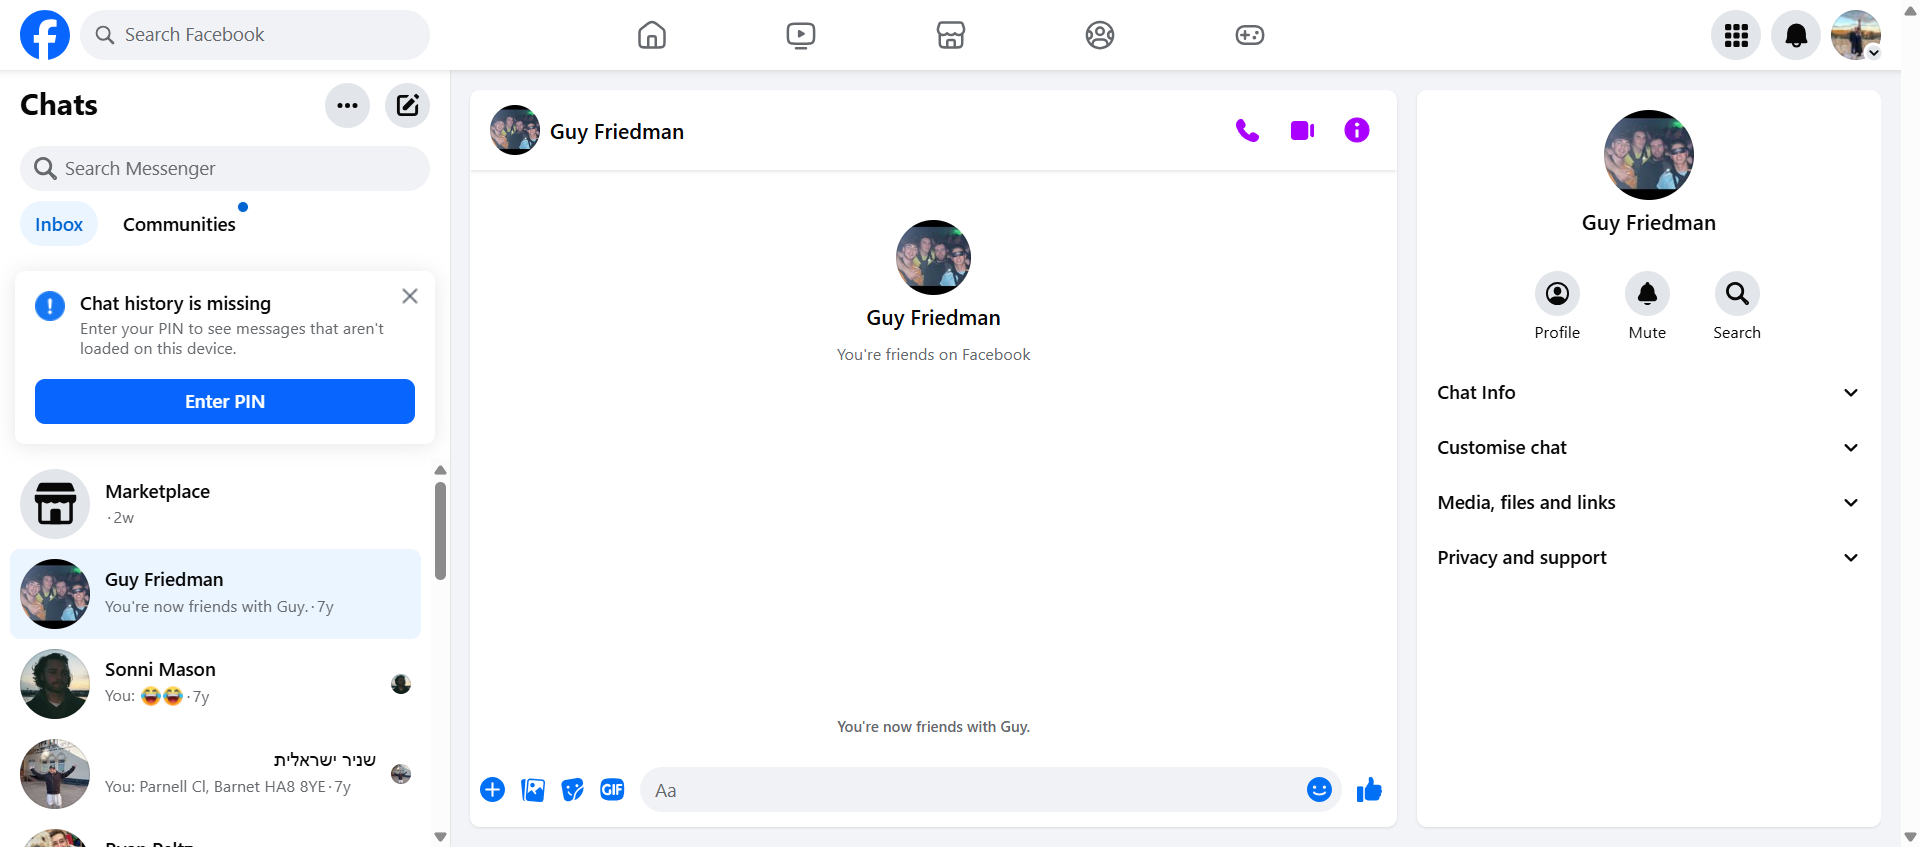 Search Facebook
Chats
Search Messenger
Inbox
Communities
Chat history is missing
Enter your PIN to see messages that aren't
loaded on this device.
Enter PIN
Marketplace
· 2w
Guy Friedman
You're now friends with Guy. · 7y
Sonni Mason
You: 😂😂 · 7y
שניר ישראלית
You: Parnell Cl, Barnet HA8 8YE · 7y
Guy Friedman
Guy Friedman
You're friends on Facebook
You're now friends with Guy.
GIF
Aa
Guy Friedman
Profile
Mute
Search
Chat Info
Customise chat
Media, files and links
Privacy and support